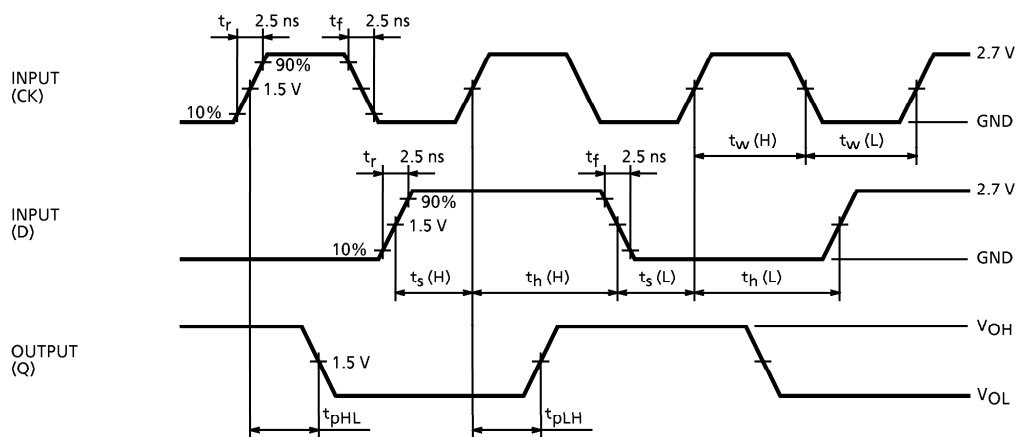 tr 2.5 ns tf 2.5 ns
INPUT
(CK)
90%
1.5 V
10%
2.7 V
GND
tw (H) tw (L)
tr 2.5 ns tf 2.5 ns
INPUT
(D)
90%
1.5 V
10%
2.7 V
GND
ts (H) th (H) ts (L) th (L)
OUTPUT
(Q)
1.5 V
VOH
VOL
tpHL tpLH